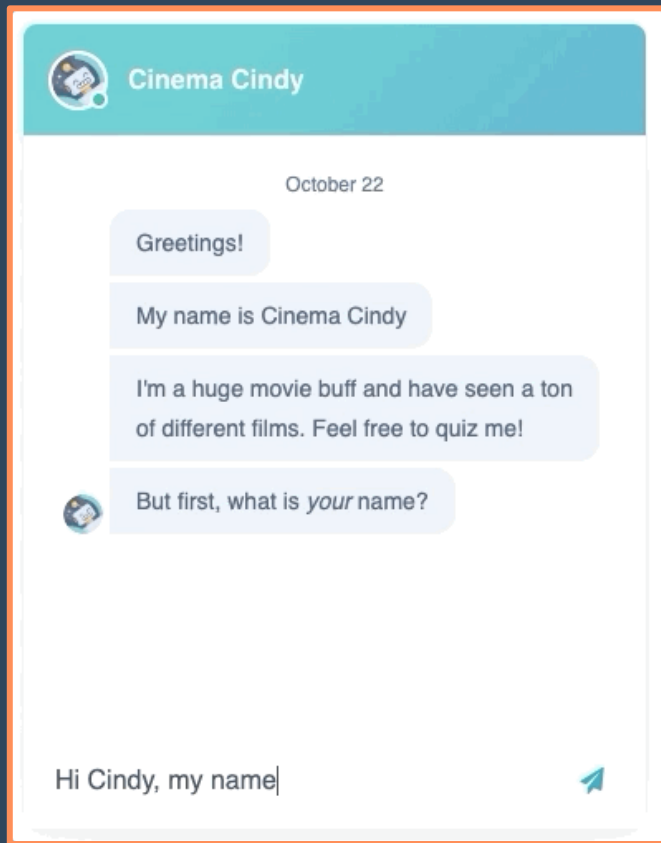 Cinema Cindy
October 22
Greetings!
My name is Cinema Cindy
I'm a huge movie buff and have seen a ton
of different films. Feel free to quiz me!
But first, what is your name?
Hi Cindy, my name